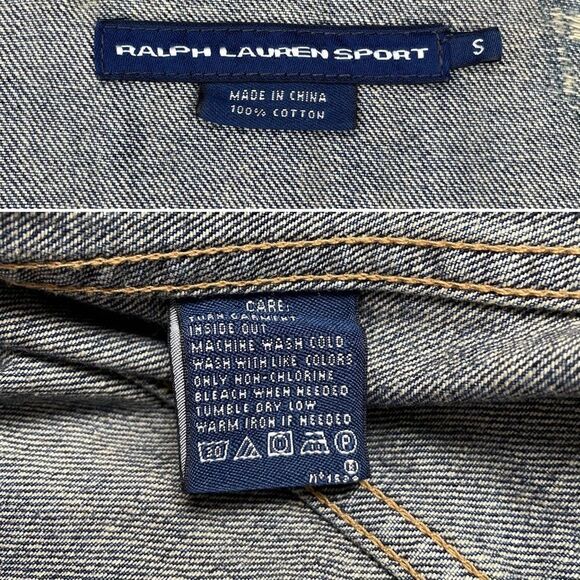 RALPH LAUREN SPORT
S
MADE IN CHINA
100% COTTON
CARE:
TURN GARMENT
INSIDE OUT
MACHINE WASH COLD
WASH WITH LIKE COLORS
ONLY NON-CHLORINE
BLEACH WHEN NEEDED
TUMBLE DRY LOW
WARM IRON IF NEEDED